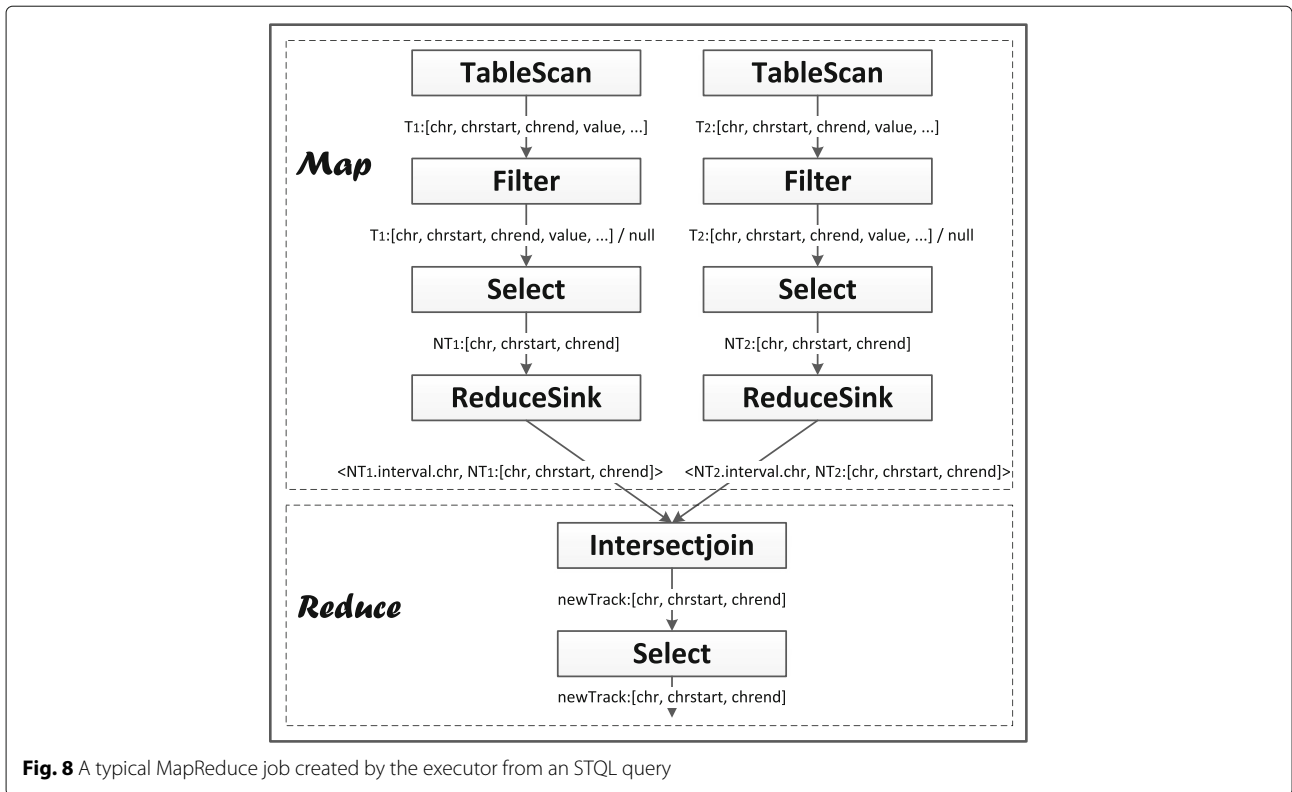 TableScan TableScan
T1:[chr, chrstart, chrend, value, ...] T2:[chr, chrstart, chrend, value, ...]
Map
Filter Filter
T1:[chr, chrstart, chrend, value, ...] / null T2:[chr, chrstart, chrend, value, ...] / null
Select Select
NT1:[chr, chrstart, chrend] NT2:[chr, chrstart, chrend]
ReduceSink ReduceSink
<NT1.interval.chr, NT1:[chr, chrstart, chrend]> <NT2.interval.chr, NT2:[chr, chrstart, chrend]>
Intersectjoin
newTrack:[chr, chrstart, chrend]
Reduce
Select
newTrack:[chr, chrstart, chrend]
Fig. 8 A typical MapReduce job created by the executor from an STQL query